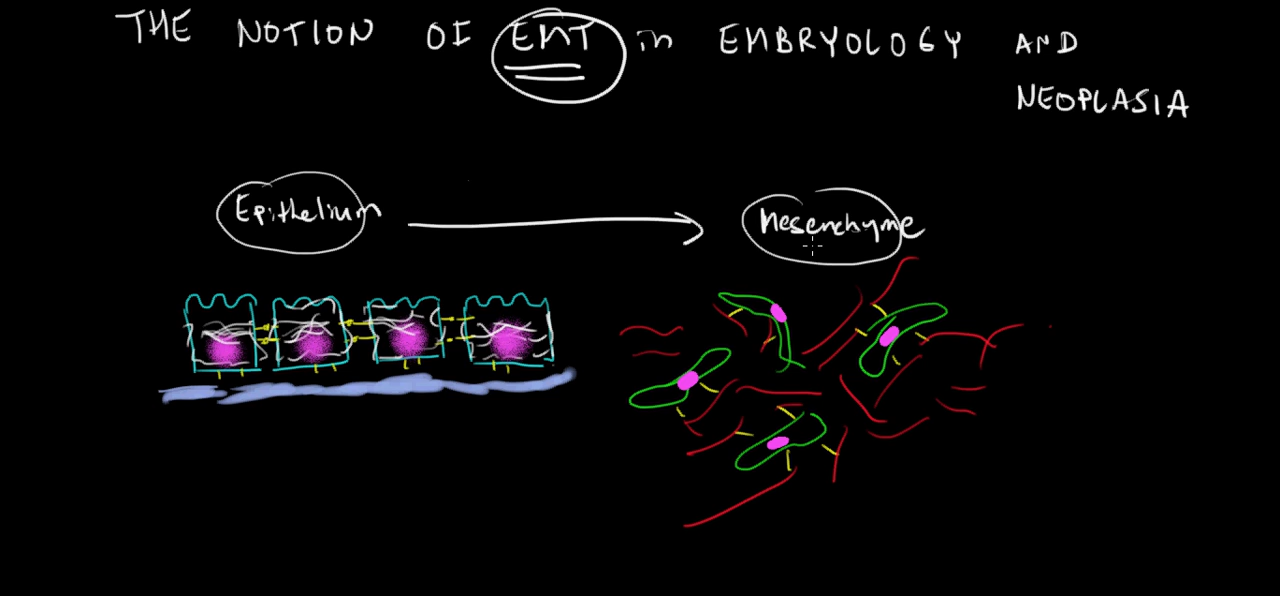 THE NOTION OF EMT in EMBRYOLOGY AND
NEOPLASIA
Epithelium
Mesenchyme